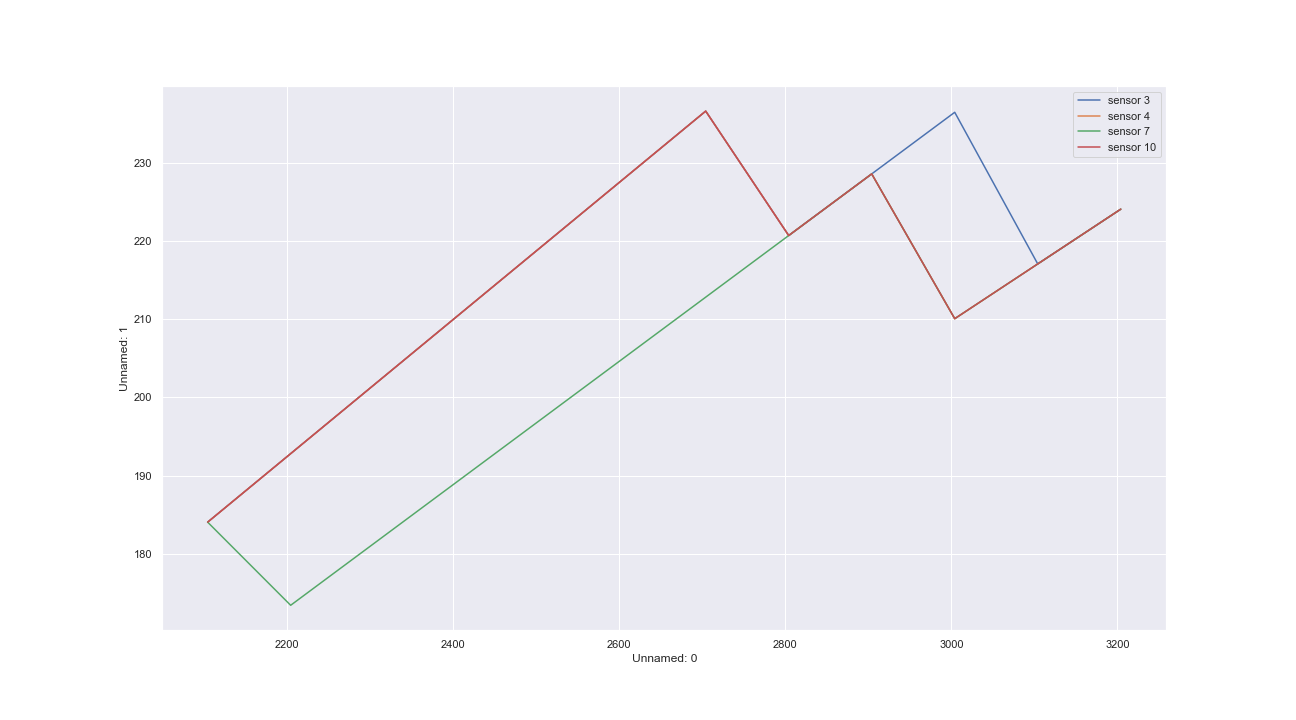 sensor 3
sensor 4
sensor 7
sensor 10
230
220
210
200
190
180
Unnamed: 1
2200 2400 2600 2800 3000 3200
Unnamed: 0